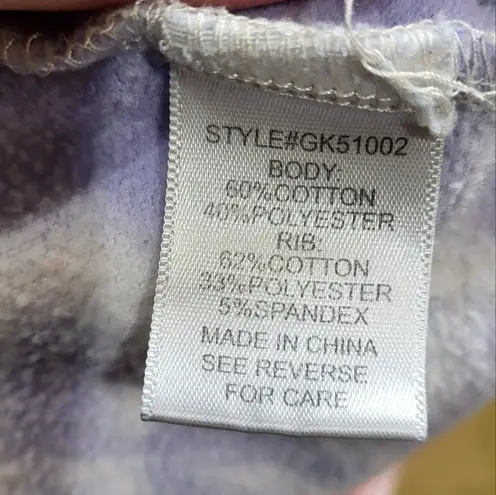 STYLE#GK51002
BODY:
60%COTTON
40%POLYESTER
RIB:
62%COTTON
33%POLYESTER
5%SPANDEX
MADE IN CHINA
SEE REVERSE
FOR CARE